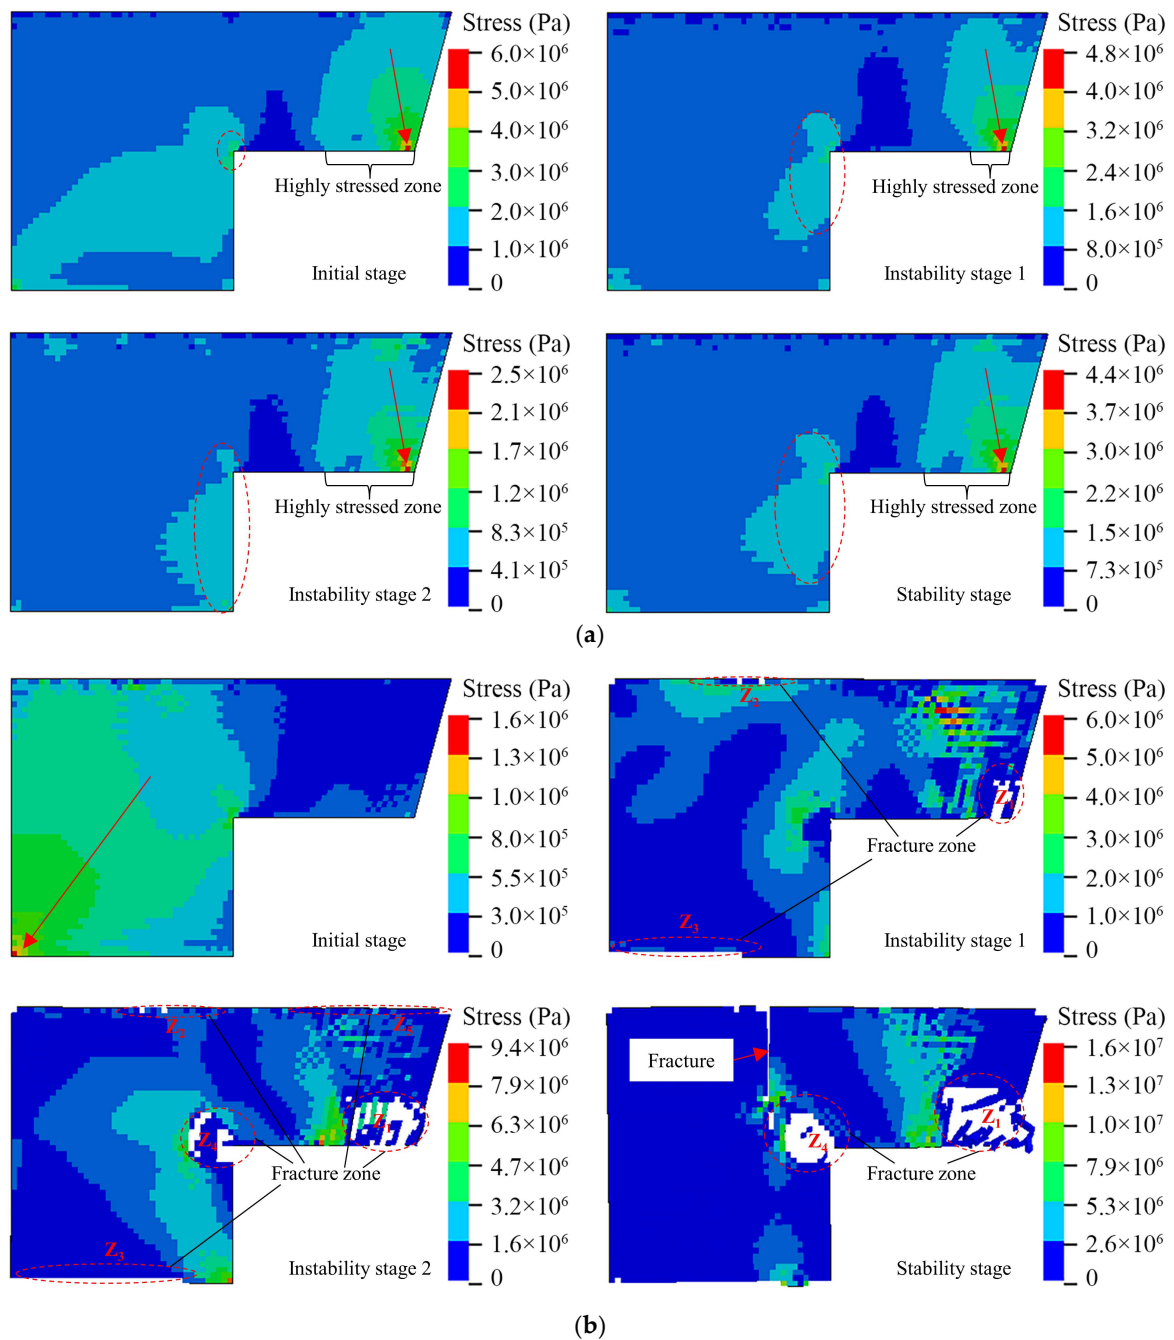 Stress (Pa)
6.0×10⁶
5.0×10⁶
4.0×10⁶
3.0×10⁶
2.0×10⁶
1.0×10⁶
0
Highly stressed zone
Initial stage
Stress (Pa)
4.8×10⁶
4.0×10⁶
3.2×10⁶
2.4×10⁶
1.6×10⁶
8.0×10⁵
0
Highly stressed zone
Instability stage 1
Stress (Pa)
2.5×10⁶
2.1×10⁶
1.7×10⁶
1.2×10⁶
8.3×10⁵
4.1×10⁵
0
Highly stressed zone
Instability stage 2
Stress (Pa)
4.4×10⁶
3.7×10⁶
3.0×10⁶
2.2×10⁶
1.5×10⁶
7.3×10⁵
0
Highly stressed zone
Stability stage
(a)
Stress (Pa)
1.6×10⁶
1.3×10⁶
1.0×10⁶
8.0×10⁵
5.5×10⁵
3.0×10⁵
0
Initial stage
Stress (Pa)
6.0×10⁶
5.0×10⁶
4.0×10⁶
3.0×10⁶
2.0×10⁶
1.0×10⁶
0
Fracture zone
Z₃
Instability stage 1
Stress (Pa)
9.4×10⁶
7.9×10⁶
6.3×10⁶
4.7×10⁶
3.2×10⁶
1.6×10⁶
0
Z₁
Z₄
Fracture zone
Z₃
Instability stage 2
Stress (Pa)
1.6×10⁷
1.3×10⁷
1.0×10⁷
7.9×10⁶
5.3×10⁶
2.6×10⁶
0
Fracture
Z₁
Z₄
Fracture zone
Stability stage
(b)